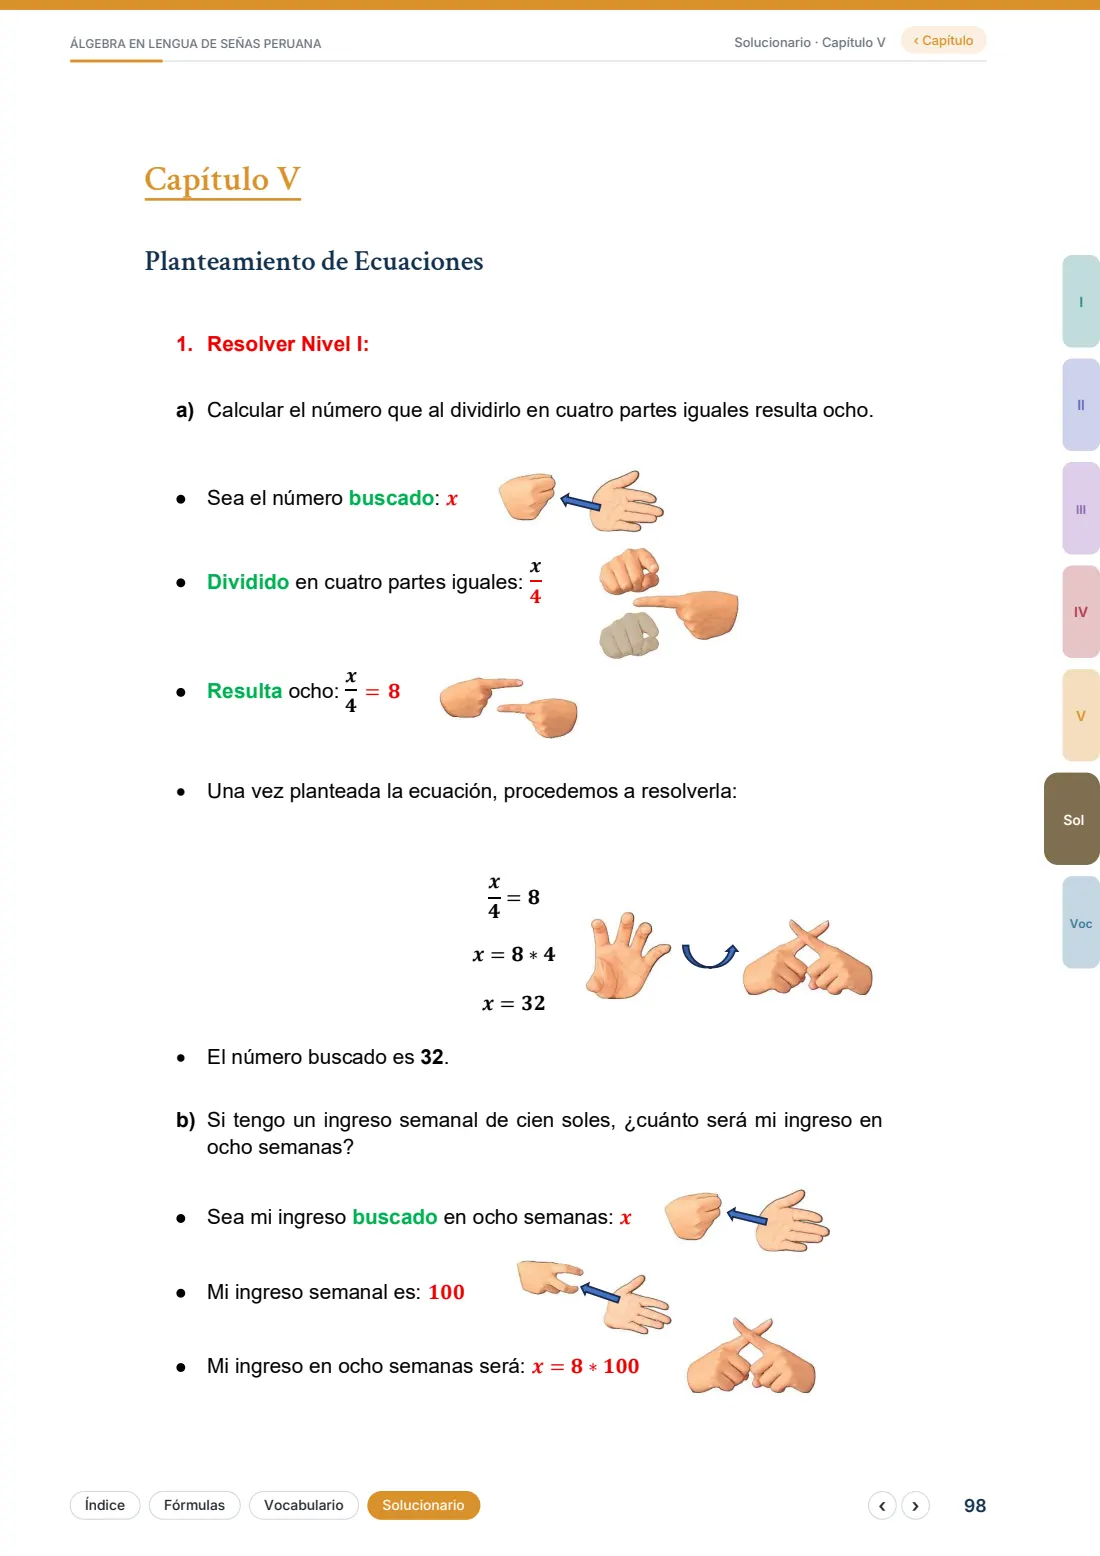 ÁLGEBRA EN LENGUA DE SEÑAS PERUANA
Solucionario · Capítulo V
‹ Capítulo
Capítulo V
Planteamiento de Ecuaciones
1. Resolver Nivel I:
a) Calcular el número que al dividirlo en cuatro partes iguales resulta ocho.
• Sea el número buscado: x
• Dividido en cuatro partes iguales: x/4
• Resulta ocho: x/4 = 8
• Una vez planteada la ecuación, procedemos a resolverla:
x/4 = 8
x = 8 * 4
x = 32
• El número buscado es 32.
b) Si tengo un ingreso semanal de cien soles, ¿cuánto será mi ingreso en
ocho semanas?
• Sea mi ingreso buscado en ocho semanas: x
• Mi ingreso semanal es: 100
• Mi ingreso en ocho semanas será: x = 8 * 100
I
II
III
IV
V
Sol
Voc
Índice
Fórmulas
Vocabulario
Solucionario
‹ ›
98